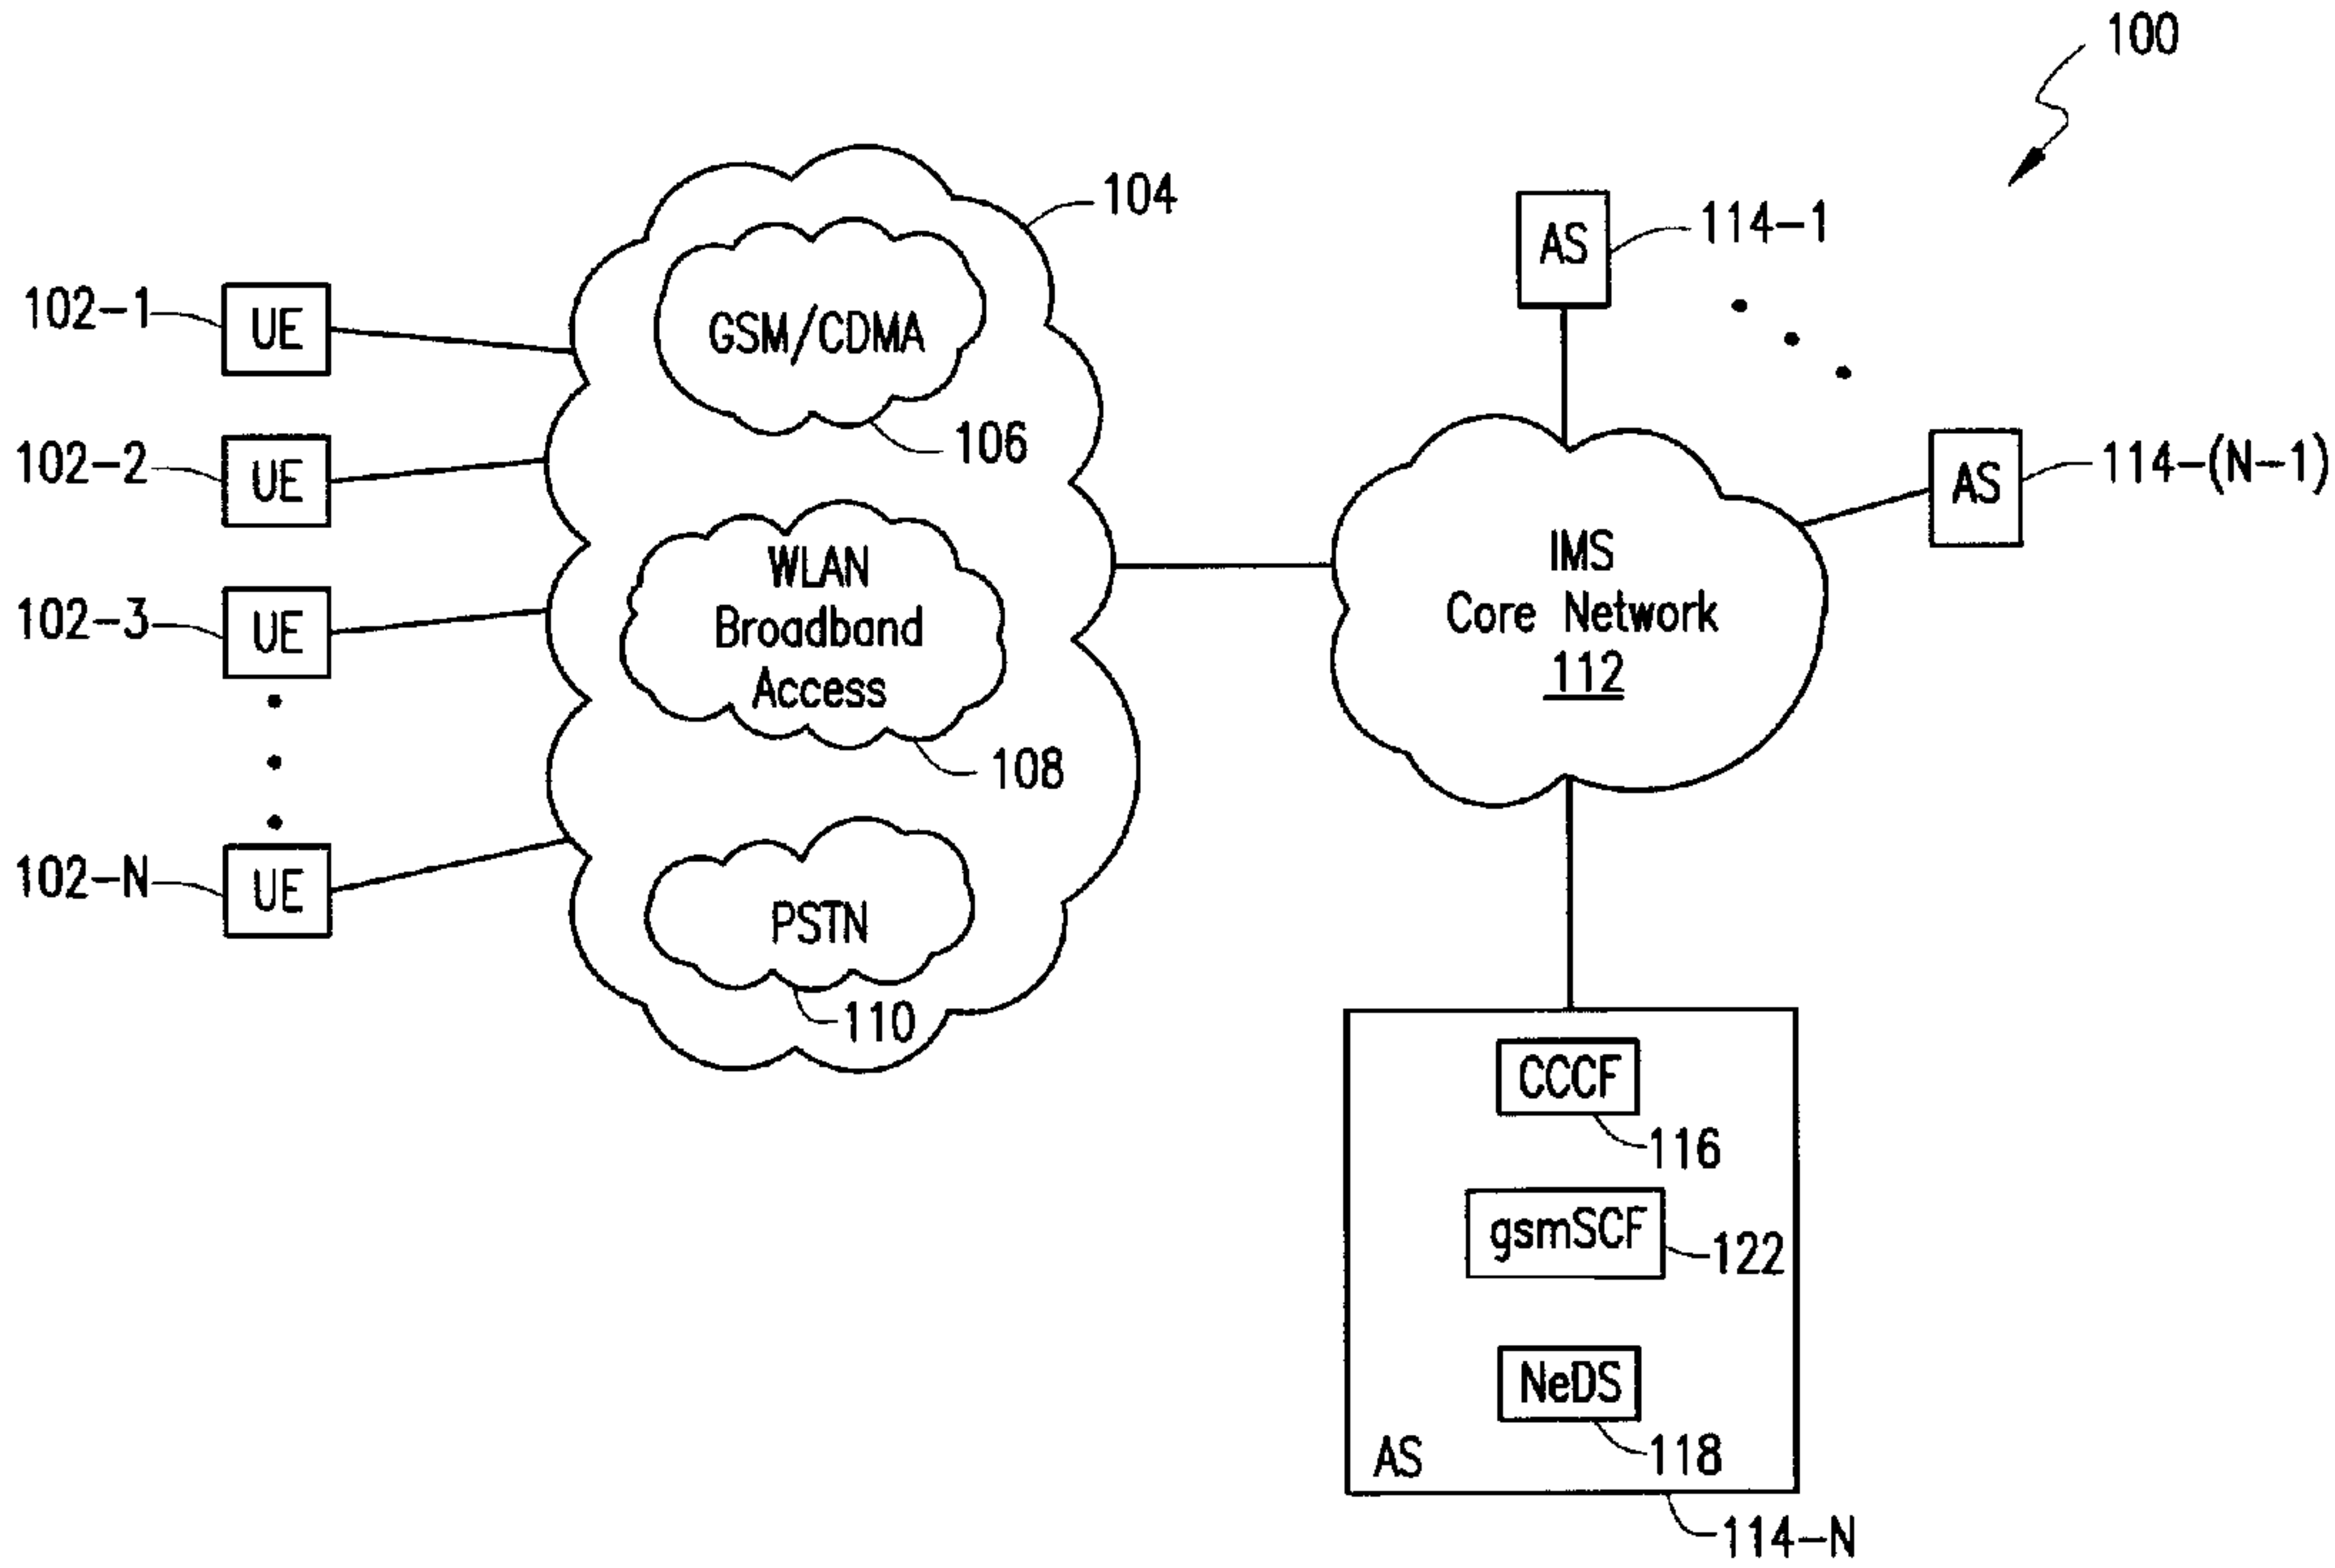 100
104
114-1
AS
102-1
UE
GSM/CDMA
106
102-2
UE
114-(N-1)
AS
WLAN
Broadband
Access
108
IMS
Core Network
112
102-3
UE
102-N
UE
PSTN
110
CCCF
116
gsmSCF
122
NeDS
118
AS
114-N